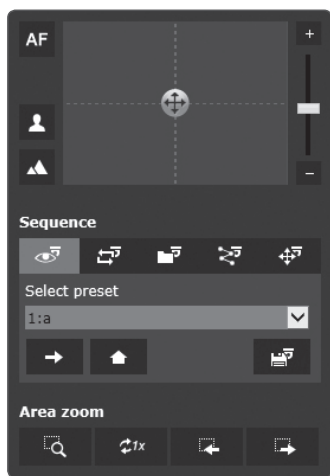 AF
+
−
Sequence
Select preset
1:a
Area zoom
1x